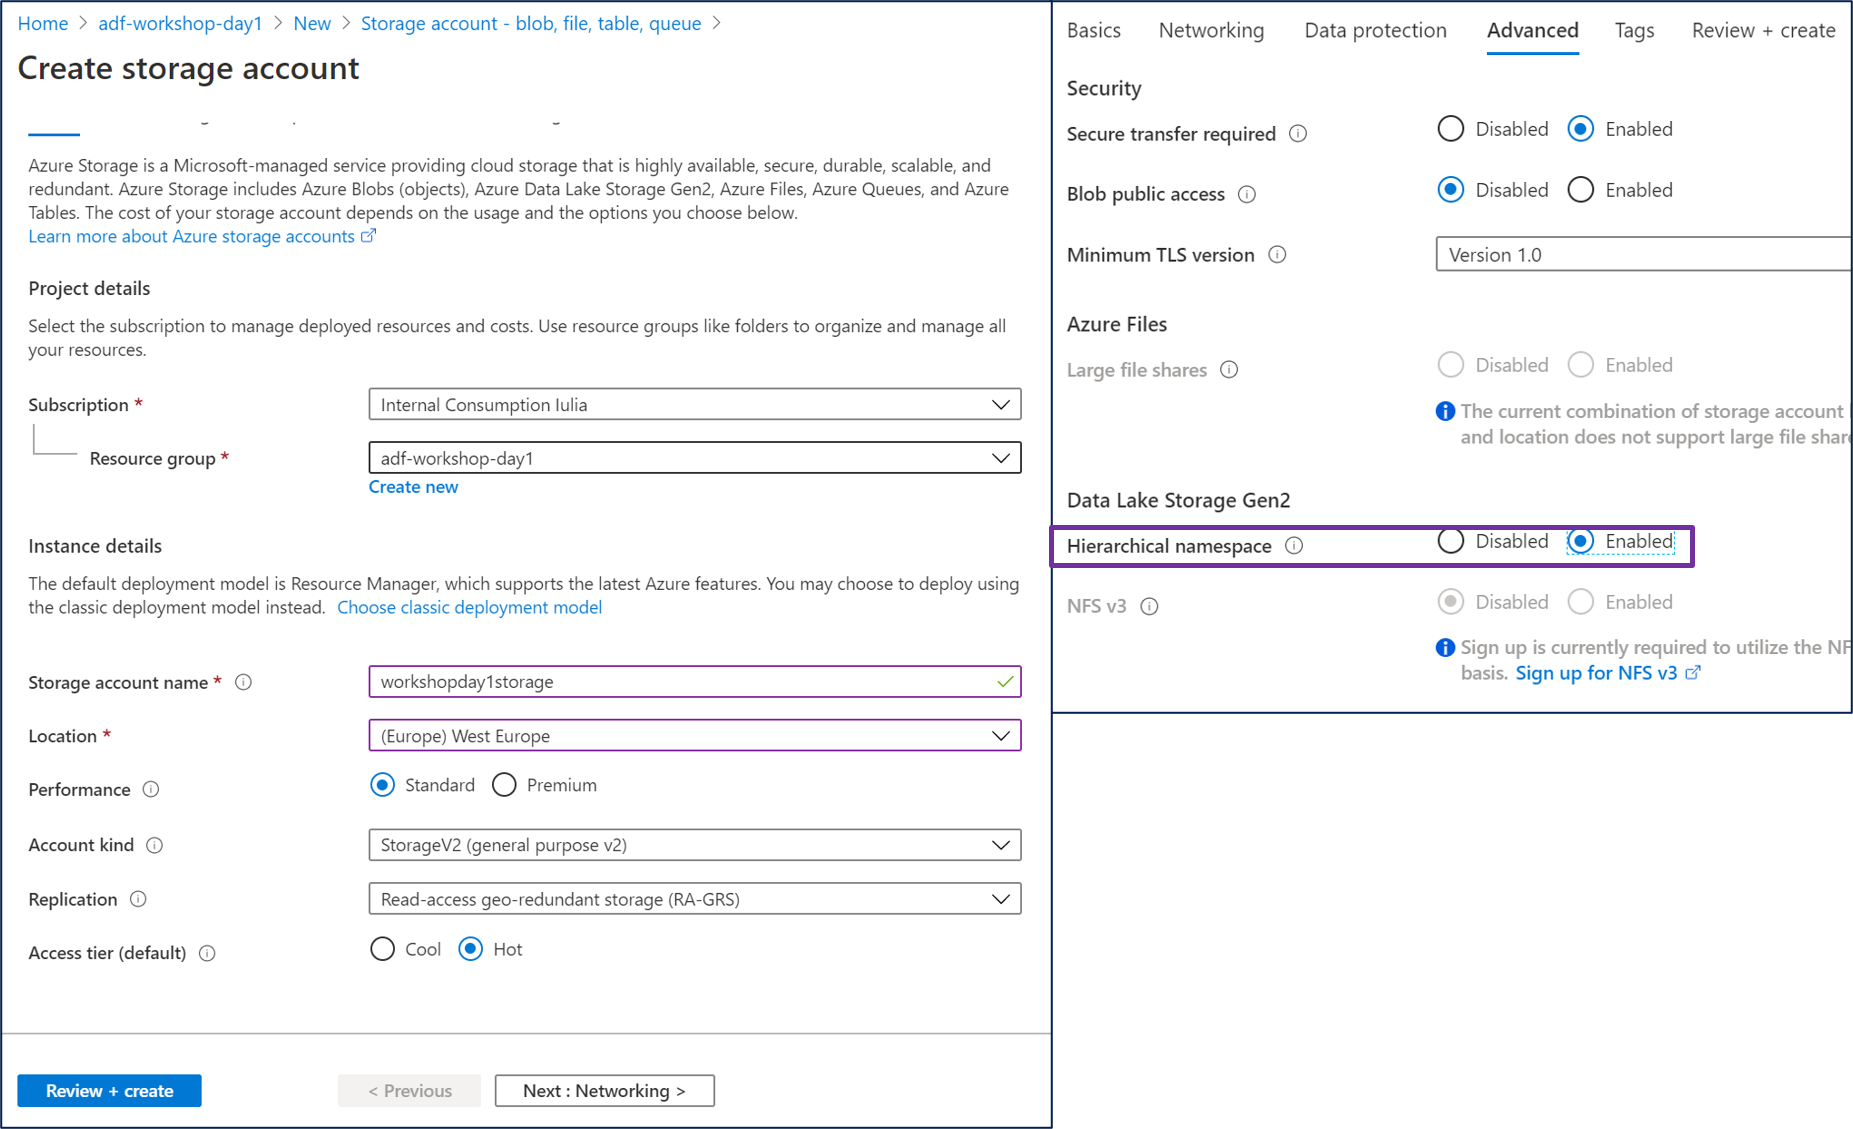 Home > adf-workshop-day1 > New > Storage account - blob, file, table, queue >
Create storage account
Azure Storage is a Microsoft-managed service providing cloud storage that is highly available, secure, durable, scalable, and
redundant. Azure Storage includes Azure Blobs (objects), Azure Data Lake Storage Gen2, Azure Files, Azure Queues, and Azure
Tables. The cost of your storage account depends on the usage and the options you choose below.
Learn more about Azure storage accounts
Project details
Select the subscription to manage deployed resources and costs. Use resource groups like folders to organize and manage all
your resources.
Subscription * Internal Consumption Iulia
Resource group * adf-workshop-day1
Create new
Instance details
The default deployment model is Resource Manager, which supports the latest Azure features. You may choose to deploy using
the classic deployment model instead. Choose classic deployment model
Storage account name * workshopday1storage
Location * (Europe) West Europe
Performance Standard Premium
Account kind StorageV2 (general purpose v2)
Replication Read-access geo-redundant storage (RA-GRS)
Access tier (default) Cool Hot
Review + create < Previous Next : Networking >
Basics Networking Data protection Advanced Tags Review + create
Security
Secure transfer required Disabled Enabled
Blob public access Disabled Enabled
Minimum TLS version Version 1.0
Azure Files
Large file shares Disabled Enabled
The current combination of storage account
and location does not support large file
Data Lake Storage Gen2
Hierarchical namespace Disabled Enabled
NFS v3 Disabled Enabled
Sign up is currently required to utilize the
basis. Sign up for NFS v3